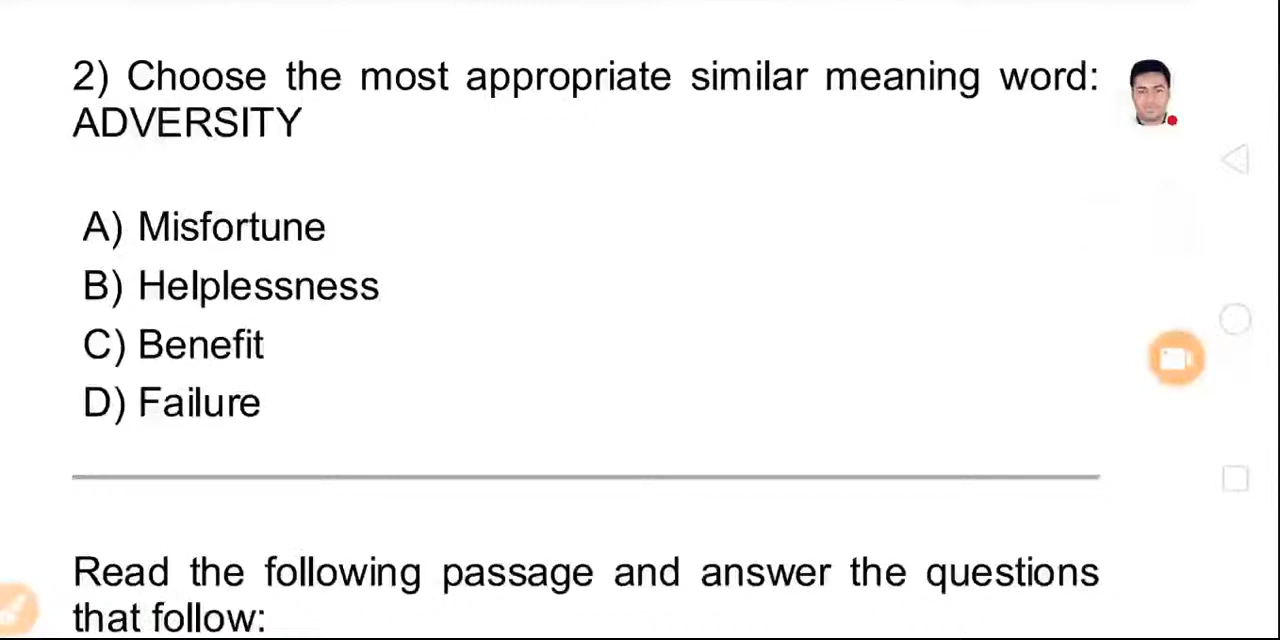 2) Choose the most appropriate similar meaning word:
ADVERSITY
A) Misfortune
B) Helplessness
C) Benefit
D) Failure
Read the following passage and answer the questions
that follow: